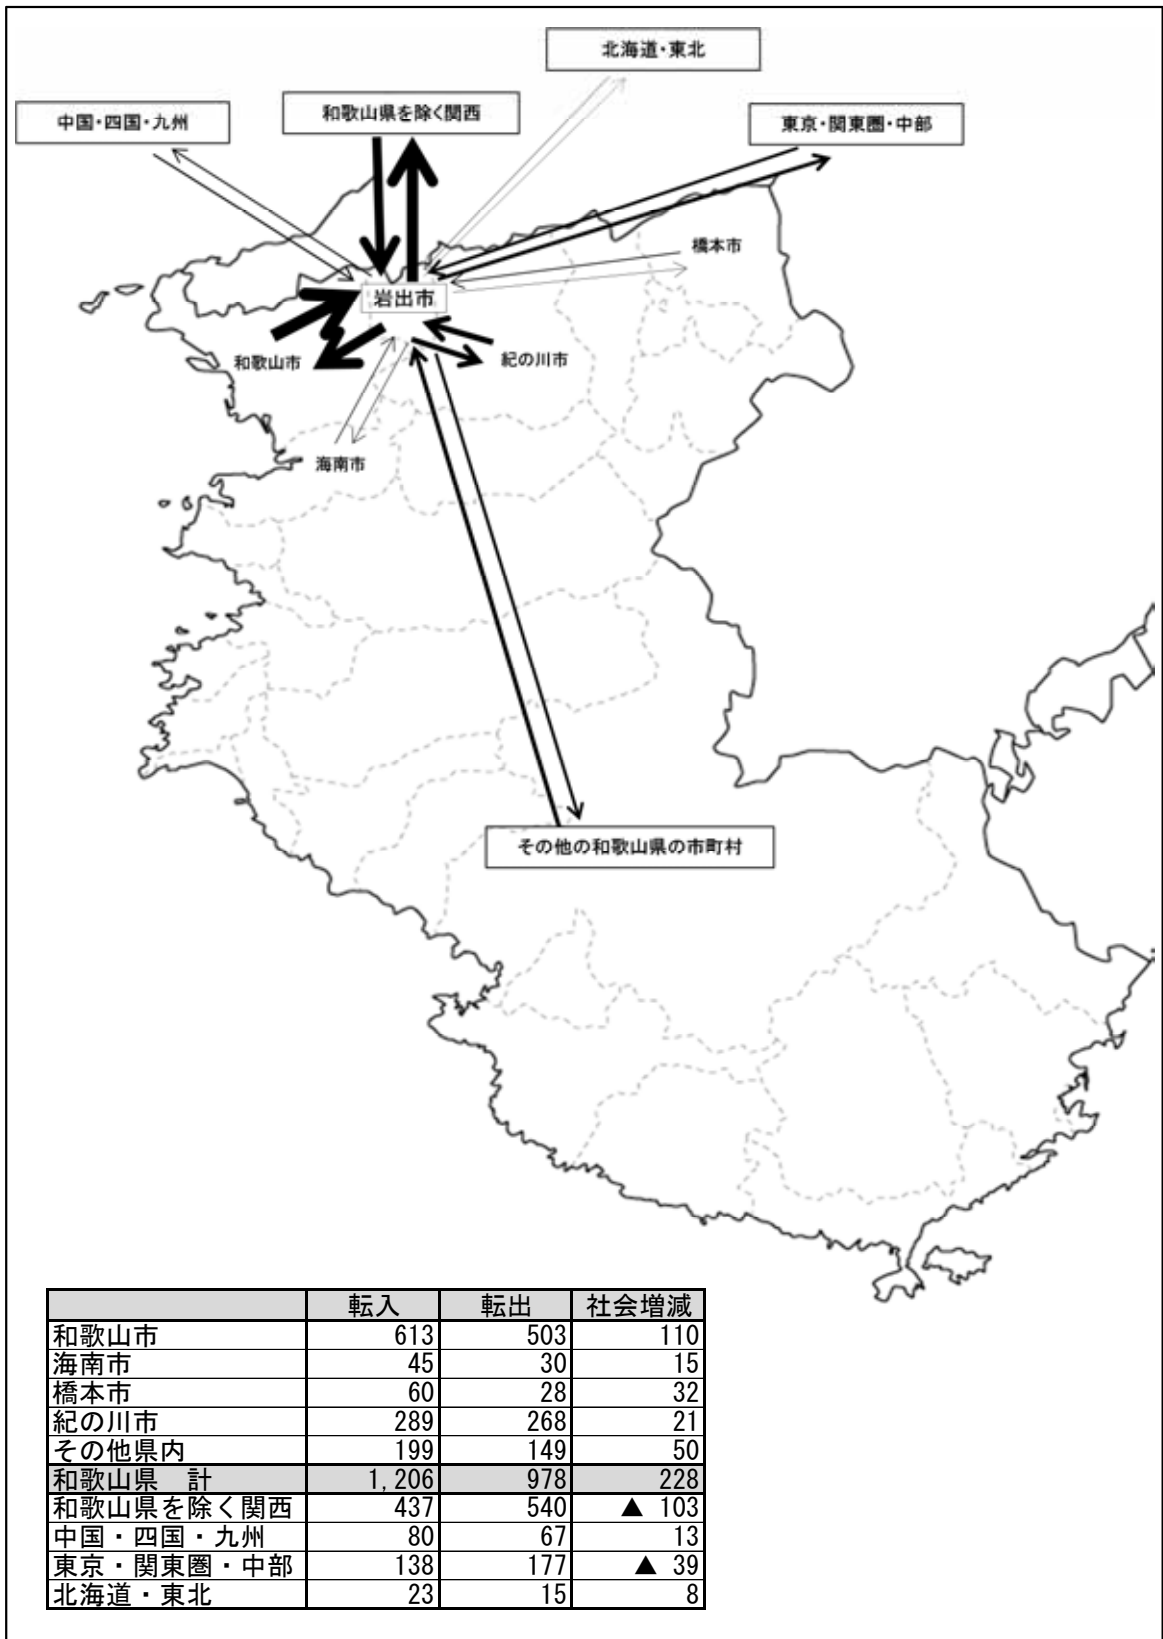 北海道・東北
中国・四国・九州
和歌山県を除く関西
東京・関東圏・中部
橋本市
岩出市
和歌山市
紀の川市
海南市
その他の和歌山県の市町村
転入 転出 社会増減
和歌山市 613 503 110
海南市 45 30 15
橋本市 60 28 32
紀の川市 289 268 21
その他県内 199 149 50
和歌山県 計 1,206 978 228
和歌山県を除く関西 437 540 ▲ 103
中国・四国・九州 80 67 13
東京・関東圏・中部 138 177 ▲ 39
北海道・東北 23 15 8